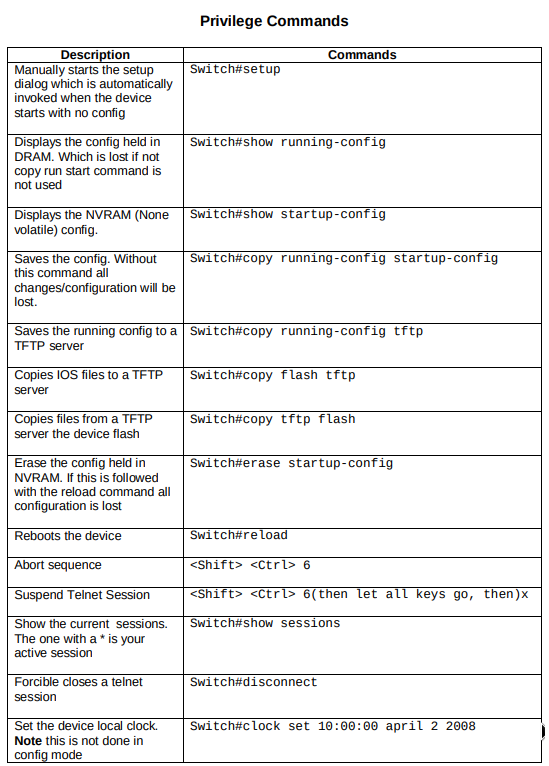 Privilege Commands
Description Commands
Manually starts the setup Switch#setup
dialog which is automatically
invoked when the device
starts with no config
Displays the config held in Switch#show running-config
DRAM. Which is lost if not
copy run start command is
not used
Displays the NVRAM (None Switch#show startup-config
volatile) config.
Saves the config. Without Switch#copy running-config startup-config
this command all
changes/configuration will be
lost.
Saves the running config to a Switch#copy running-config tftp
TFTP server
Copies IOS files to a TFTP Switch#copy flash tftp
server
Copies files from a TFTP Switch#copy tftp flash
server the device flash
Erase the config held in Switch#erase startup-config
NVRAM. If this is followed
with the reload command all
configuration is lost
Reboots the device Switch#reload
Abort sequence <Shift> <Ctrl> 6
Suspend Telnet Session <Shift> <Ctrl> 6(then let all keys go, then)x
Show the current sessions. Switch#show sessions
The one with a * is your
active session
Forcible closes a telnet Switch#disconnect
session
Set the device local clock. Switch#clock set 10:00:00 april 2 2008
Note this is not done in
config mode